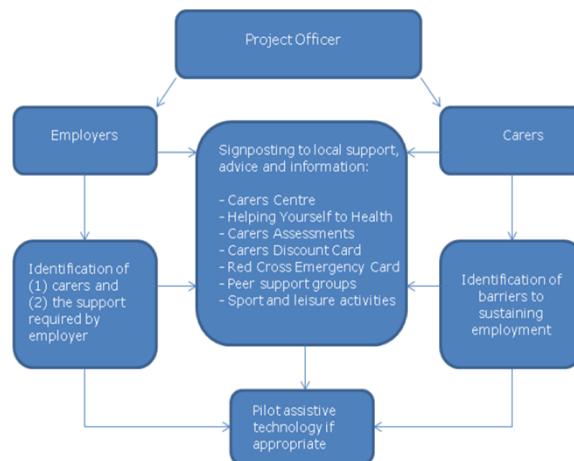 Project Officer
Employers
Carers
Signposting to local support,
advice and information:
- Carers Centre
- Helping Yourself to Health
- Carers Assessments
- Carers Discount Card
- Red Cross Emergency Card
- Peer support groups
- Sport and leisure activities
Identification of
(1) carers and
(2) the support
required by
employer
Identification of
barriers to
sustaining
employment
Pilot assistive
technology if
appropriate